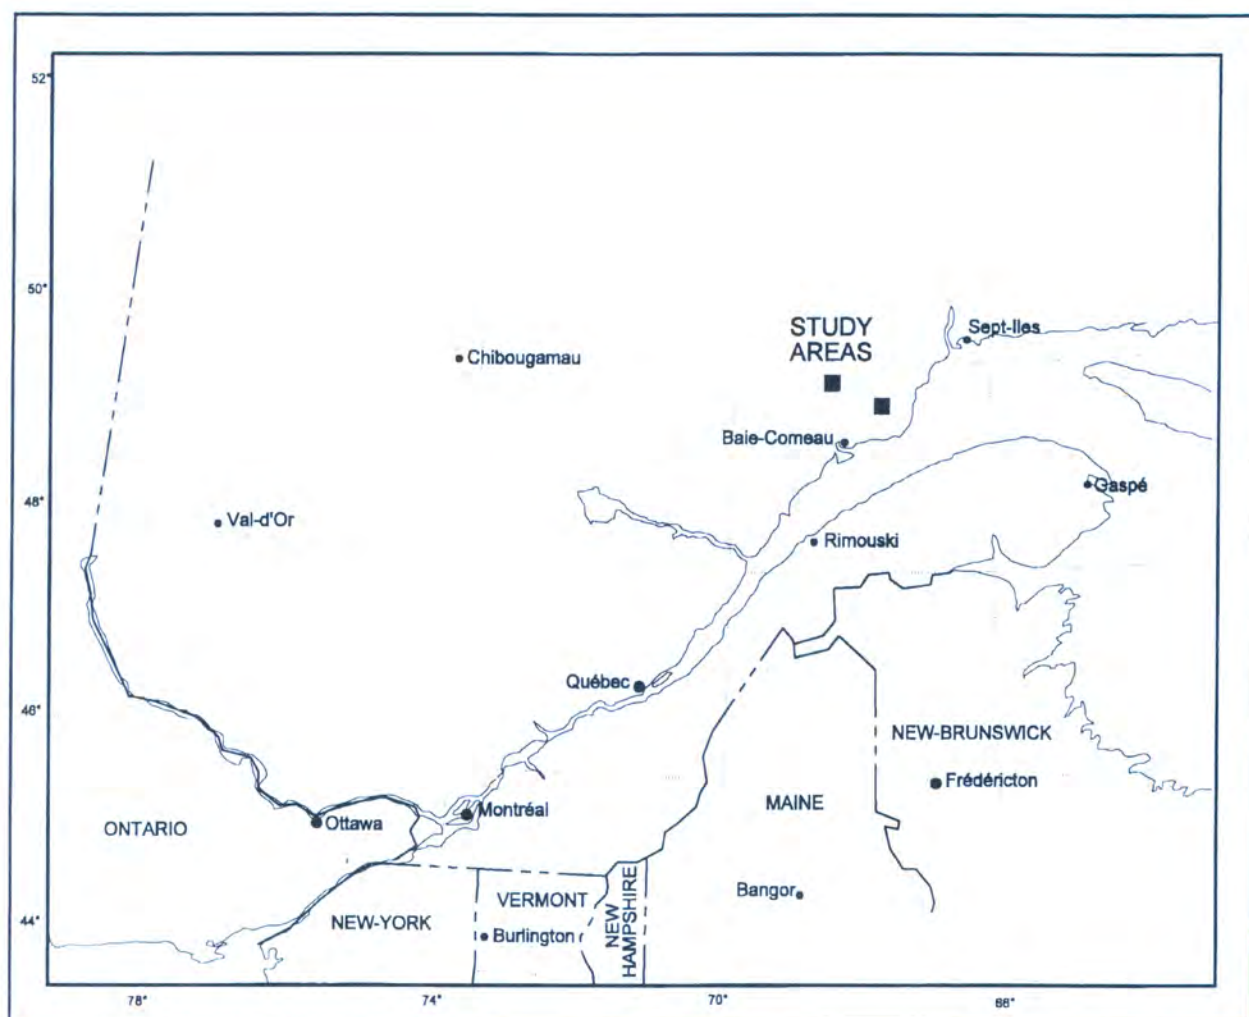 52°
50°
STUDY
AREAS
Sept-Iles
Chibougamau
Baie-Comeau
48°
Gaspé
Val-d'Or
Rimouski
Québec
46°
NEW-BRUNSWICK
Frédéricton
MAINE
Montréal
ONTARIO
Ottawa
Bangor
VERMONT
NEW
HAMPSHIRE
44°
NEW-YORK
Burlington
78°
74°
70°
66°